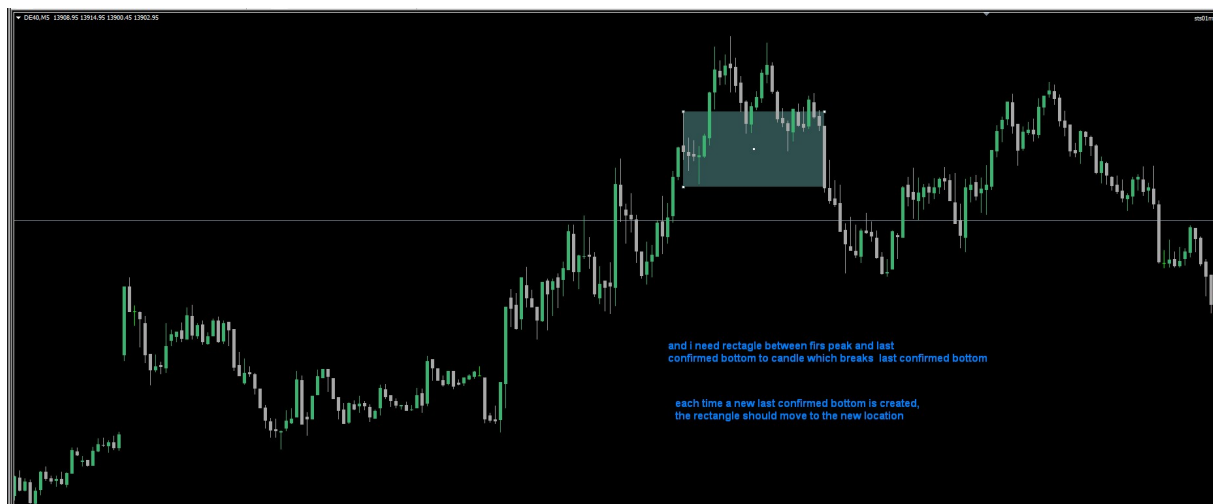 DE40,M5 13908.95 13914.95 13900.45 13902.95
sts01m
and i need rectagle between firs peak and last
confirmed bottom to candle which breaks last confirmed bottom
each time a new last confirmed bottom is created,
the rectangle should move to the new location